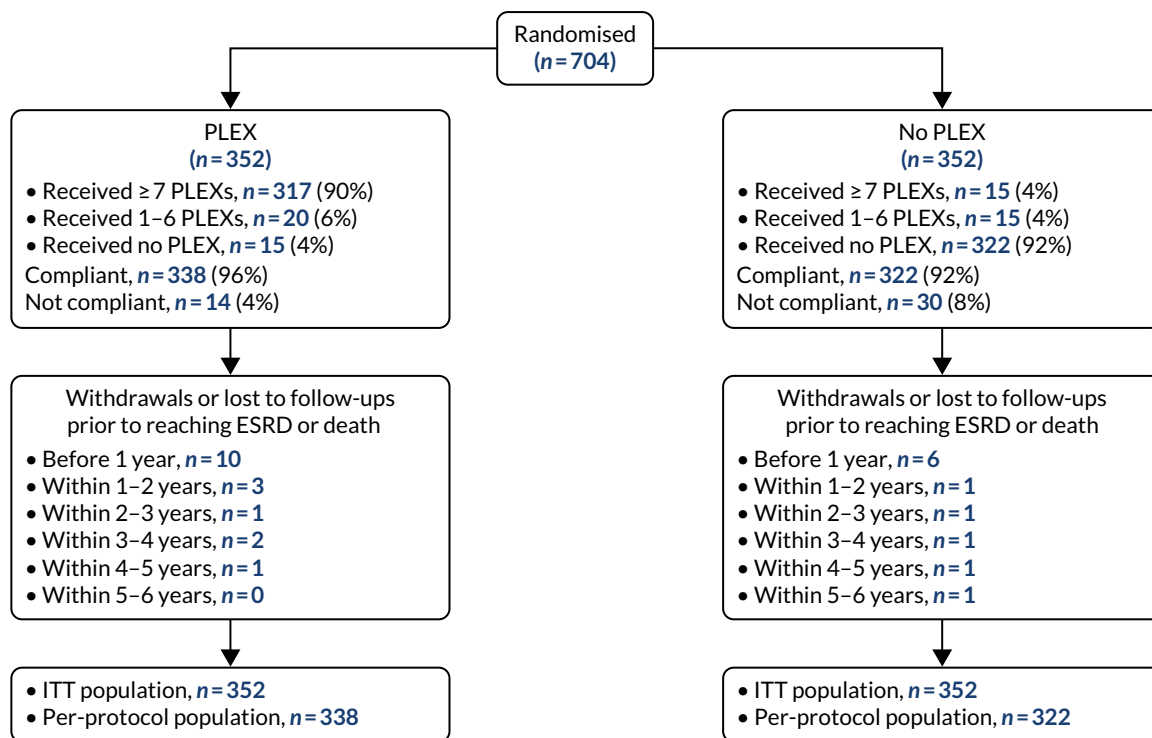 Randomised
(n = 704)
PLEX
(n = 352)
• Received ≥ 7 PLEXs, n = 317 (90%)
• Received 1–6 PLEXs, n = 20 (6%)
• Received no PLEX, n = 15 (4%)
Compliant, n = 338 (96%)
Not compliant, n = 14 (4%)
No PLEX
(n = 352)
• Received ≥ 7 PLEXs, n = 15 (4%)
• Received 1–6 PLEXs, n = 15 (4%)
• Received no PLEX, n = 322 (92%)
Compliant, n = 322 (92%)
Not compliant, n = 30 (8%)
Withdrawals or lost to follow-ups
prior to reaching ESRD or death
• Before 1 year, n = 10
• Within 1–2 years, n = 3
• Within 2–3 years, n = 1
• Within 3–4 years, n = 2
• Within 4–5 years, n = 1
• Within 5–6 years, n = 0
Withdrawals or lost to follow-ups
prior to reaching ESRD or death
• Before 1 year, n = 6
• Within 1–2 years, n = 1
• Within 2–3 years, n = 1
• Within 3–4 years, n = 1
• Within 4–5 years, n = 1
• Within 5–6 years, n = 1
• ITT population, n = 352
• Per-protocol population, n = 338
• ITT population, n = 352
• Per-protocol population, n = 322